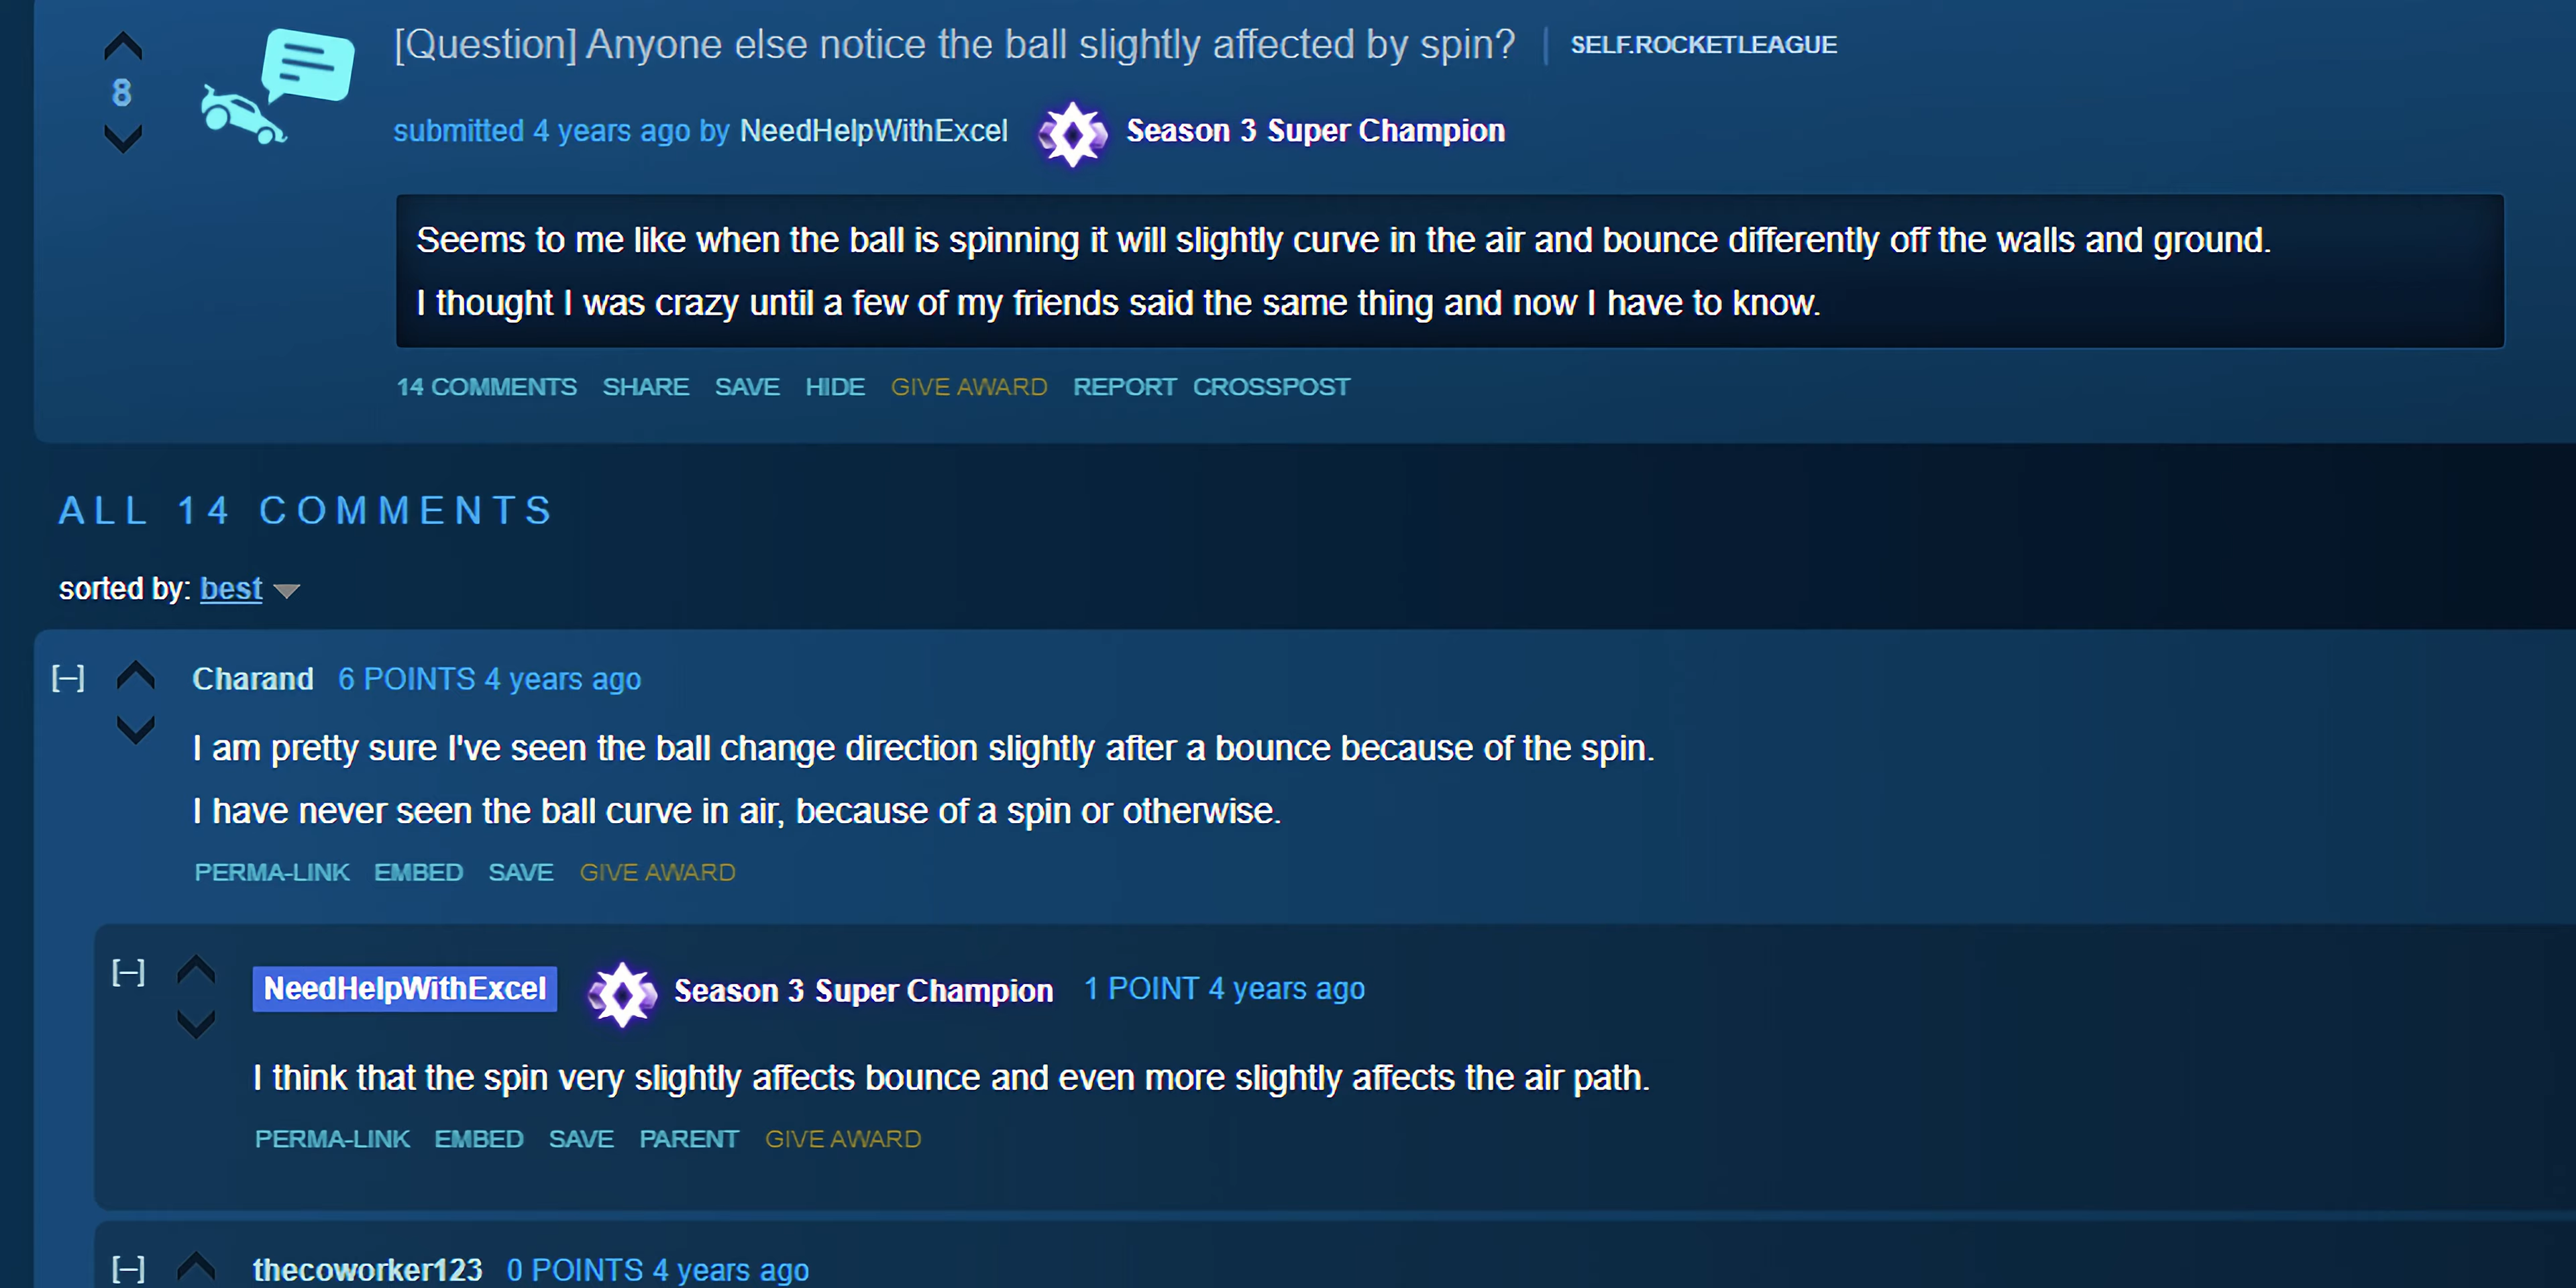 [Question] Anyone else notice the ball slightly affected by spin? SELF.ROCKETLEAGUE
8
submitted 4 years ago by NeedHelpWithExcel Season 3 Super Champion
Seems to me like when the ball is spinning it will slightly curve in the air and bounce differently off the walls and ground.
I thought I was crazy until a few of my friends said the same thing and now I have to know.
14 COMMENTS SHARE SAVE HIDE GIVE AWARD REPORT CROSSPOST
ALL 14 COMMENTS
sorted by: best
[–] Charand 6 POINTS 4 years ago
I am pretty sure I've seen the ball change direction slightly after a bounce because of the spin.
I have never seen the ball curve in air, because of a spin or otherwise.
PERMA-LINK EMBED SAVE GIVE AWARD
[–] NeedHelpWithExcel Season 3 Super Champion 1 POINT 4 years ago
I think that the spin very slightly affects bounce and even more slightly affects the air path.
PERMA-LINK EMBED SAVE PARENT GIVE AWARD
[–] thecoworker123 0 POINTS 4 years ago